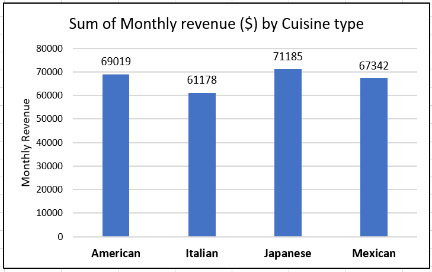 Sum of Monthly revenue ($) by Cuisine type
80000
70000
60000
50000
40000
30000
20000
10000
0
Monthly Revenue
69019
61178
71185
67342
American
Italian
Japanese
Mexican